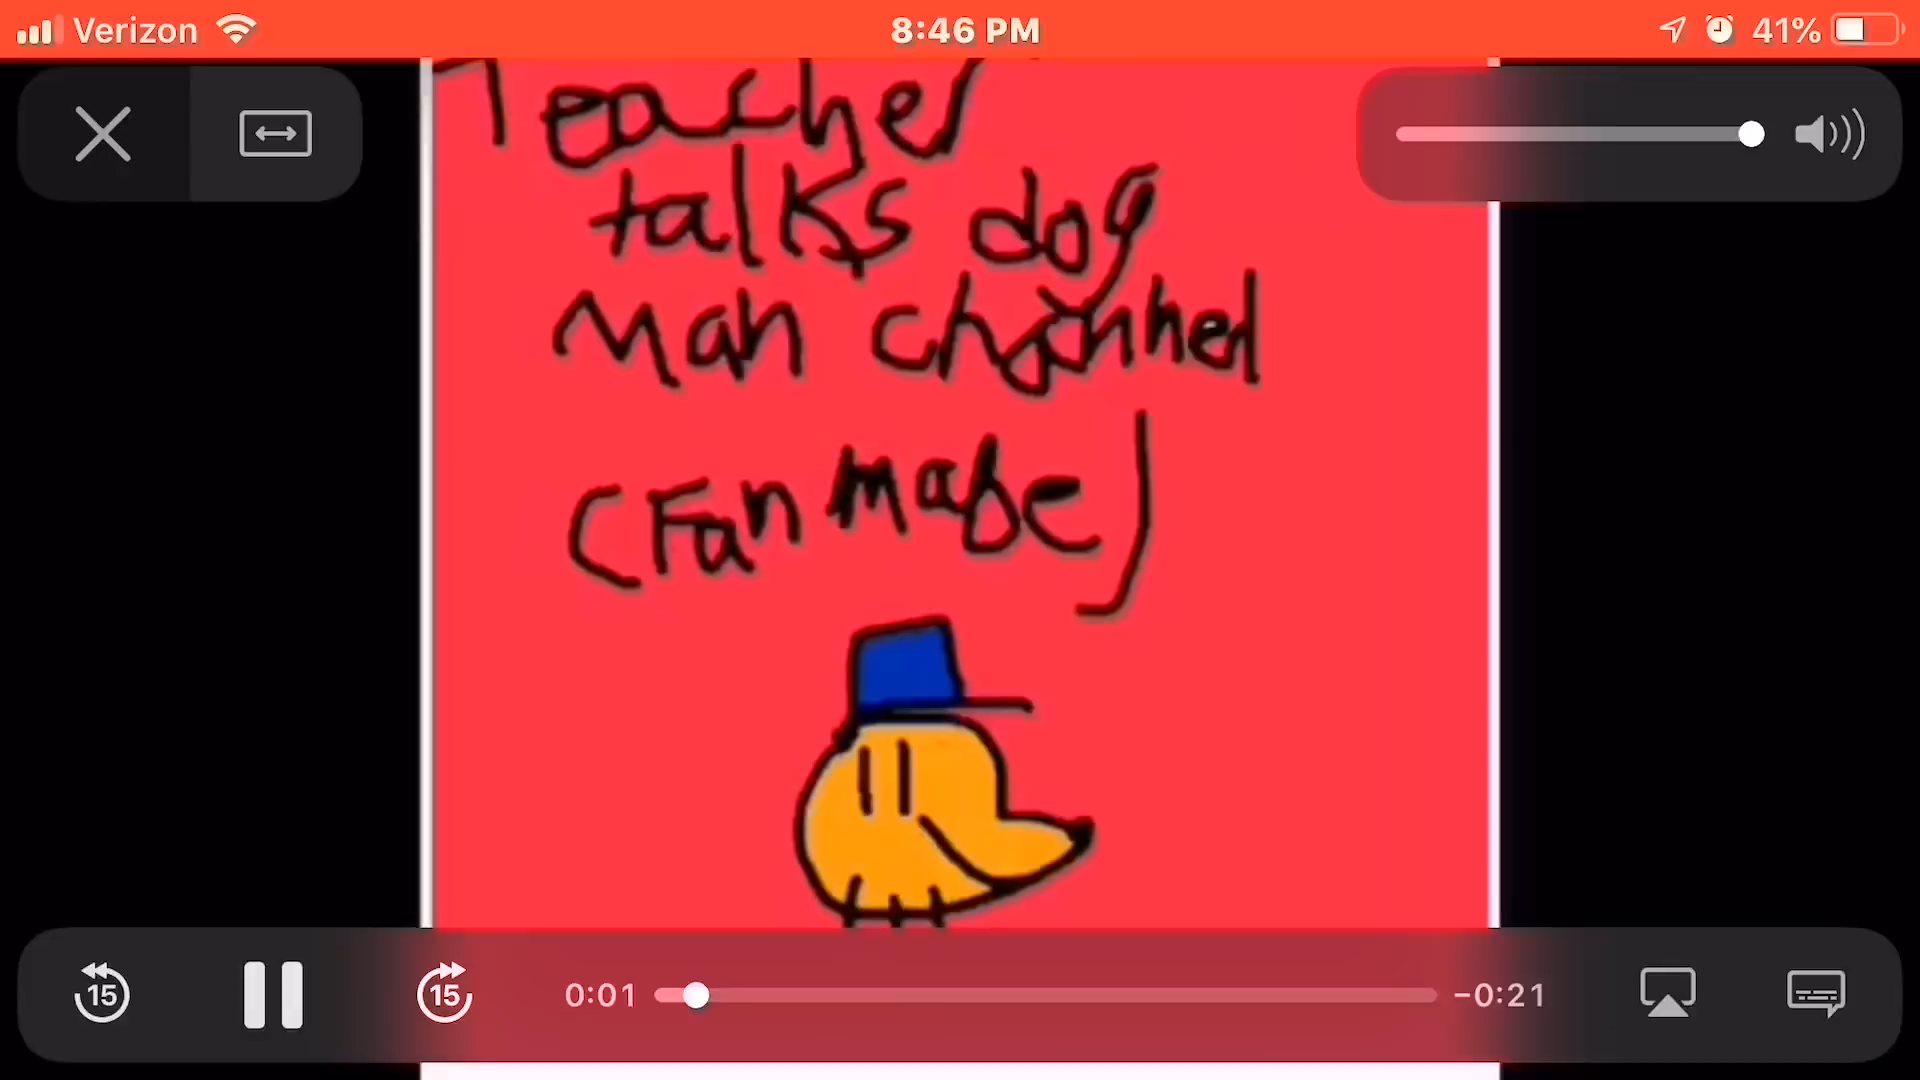 Verizon 8:46 PM 41%
Teacher
talks dog
man channel
(Fan made)
15 15 0:01 -0:21